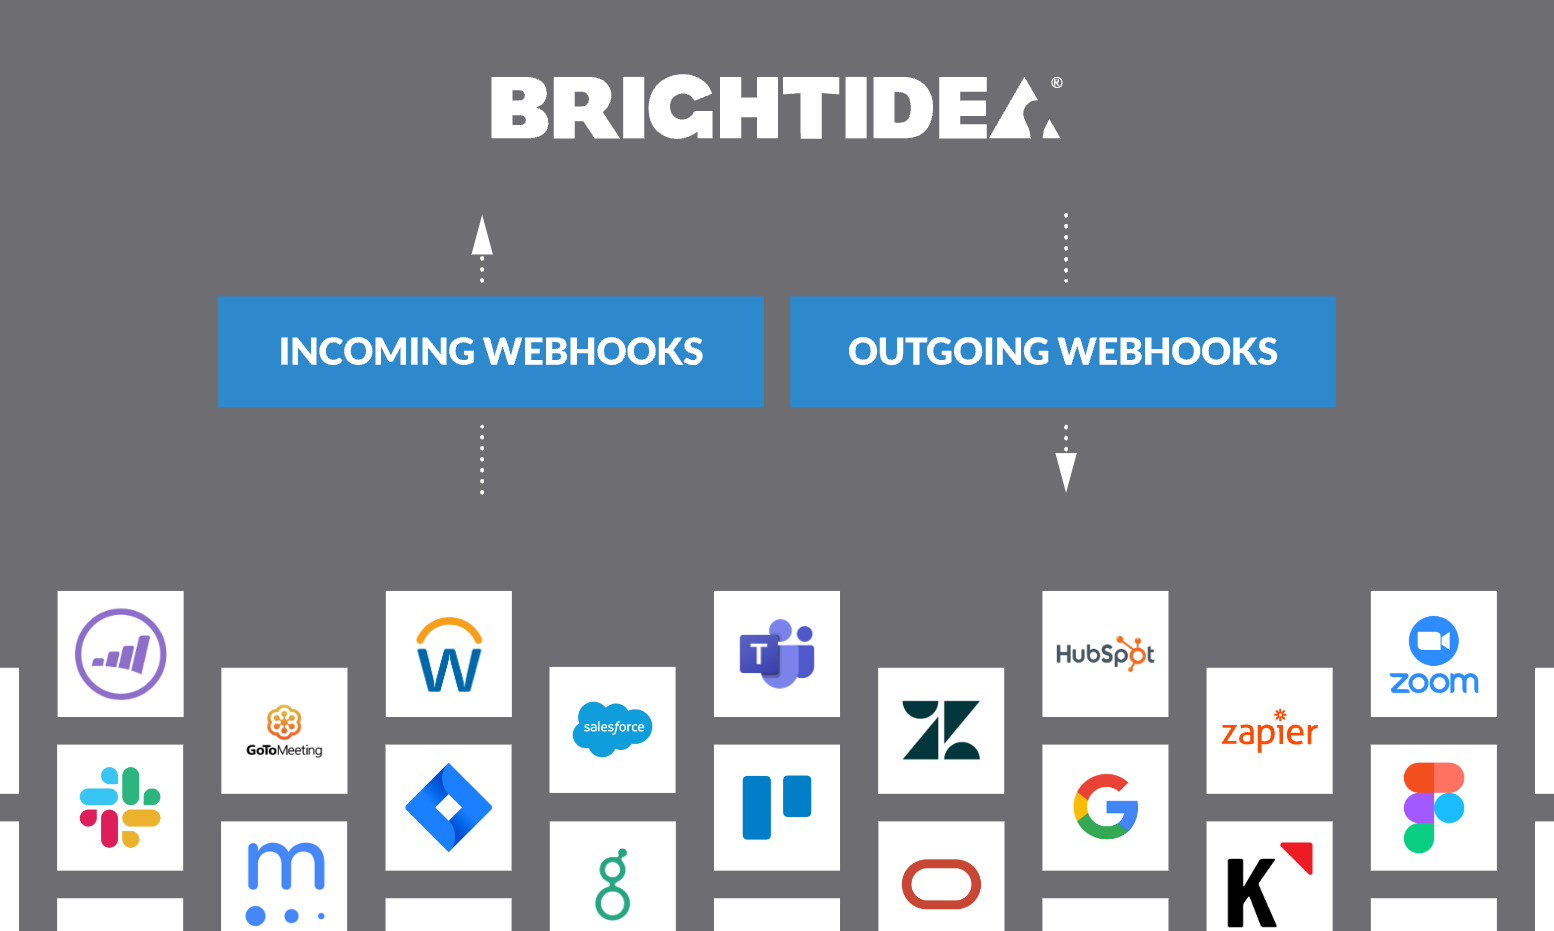 BRIGHTIDEA®
INCOMING WEBHOOKS
OUTGOING WEBHOOKS
W
T
HubSpot
zoom
GoToMeeting
salesforce
zapier
G
m
K